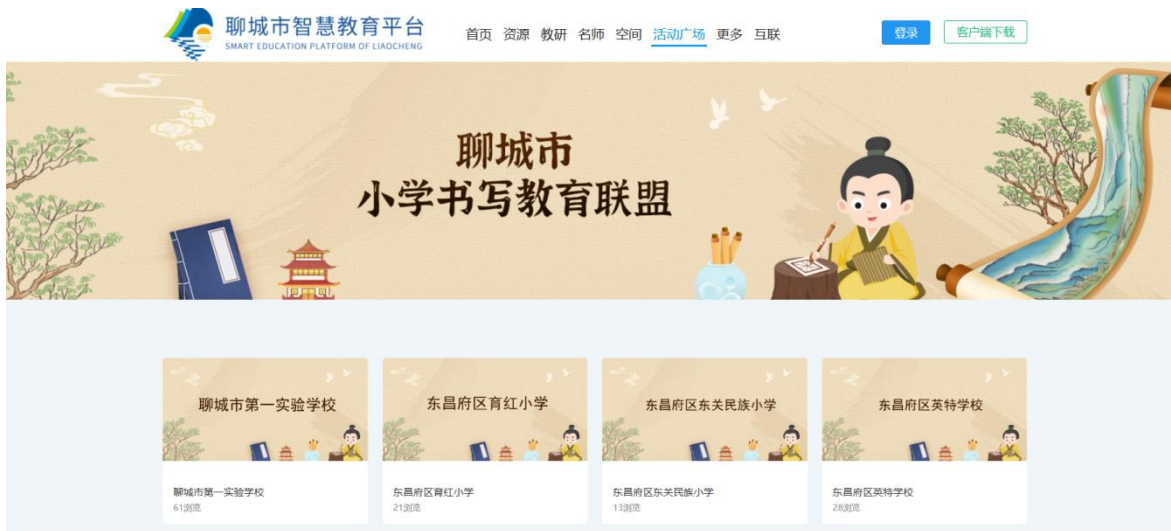 聊城市智慧教育平台
SMART EDUCATION PLATFORM OF LIAOCHENG
首页 资源 教研 名师 空间 活动广场 更多 互联
登录
客户端下载
聊城市
小学书写教育联盟
聊城市第一实验学校
东昌府区育红小学
东昌府区东关民族小学
东昌府区英特学校
聊城市第一实验学校
61浏览
东昌府区育红小学
21浏览
东昌府区东关民族小学
13浏览
东昌府区英特学校
28浏览